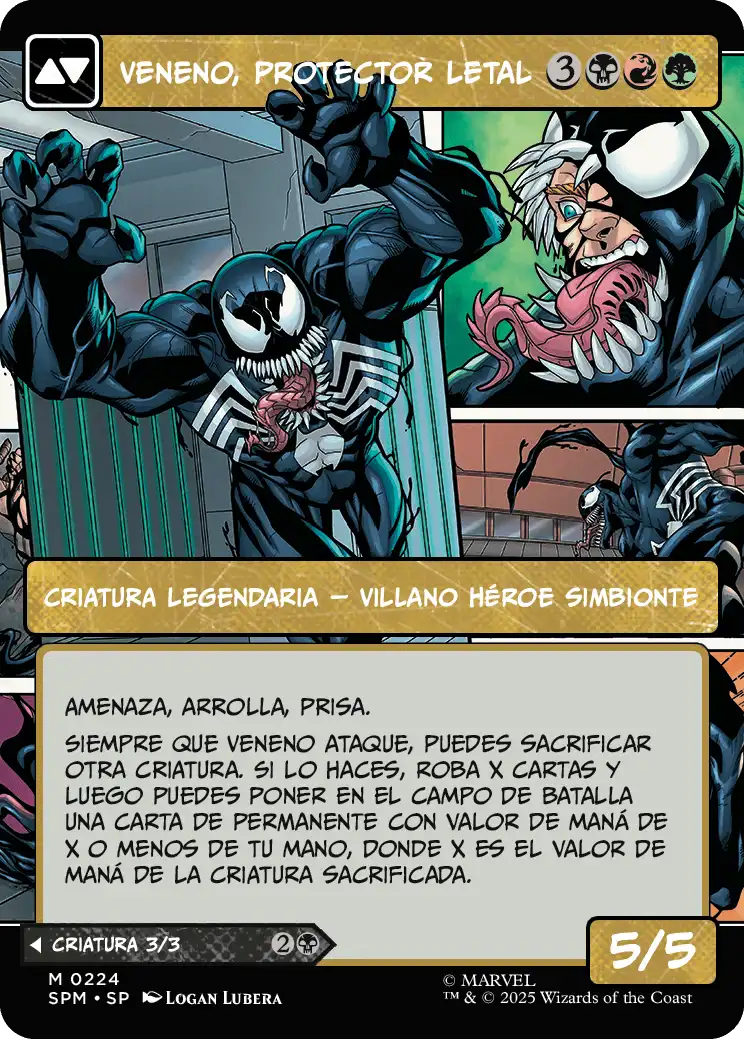 VENENO, PROTECTOR LETAL 3
CRIATURA LEGENDARIA – VILLANO HÉROE SIMBIONTE
AMENAZA, ARROLLA, PRISA.
SIEMPRE QUE VENENO ATAQUE, PUEDES SACRIFICAR
OTRA CRIATURA. SI LO HACES, ROBA X CARTAS Y
LUEGO PUEDES PONER EN EL CAMPO DE BATALLA
UNA CARTA DE PERMANENTE CON VALOR DE MANÁ DE
X O MENOS DE TU MANO, DONDE X ES EL VALOR DE
MANÁ DE LA CRIATURA SACRIFICADA.
CRIATURA 3/3 2
5/5
M 0224
SPM • SP LOGAN LUBERA
© MARVEL
™ & © 2025 Wizards of the Coast